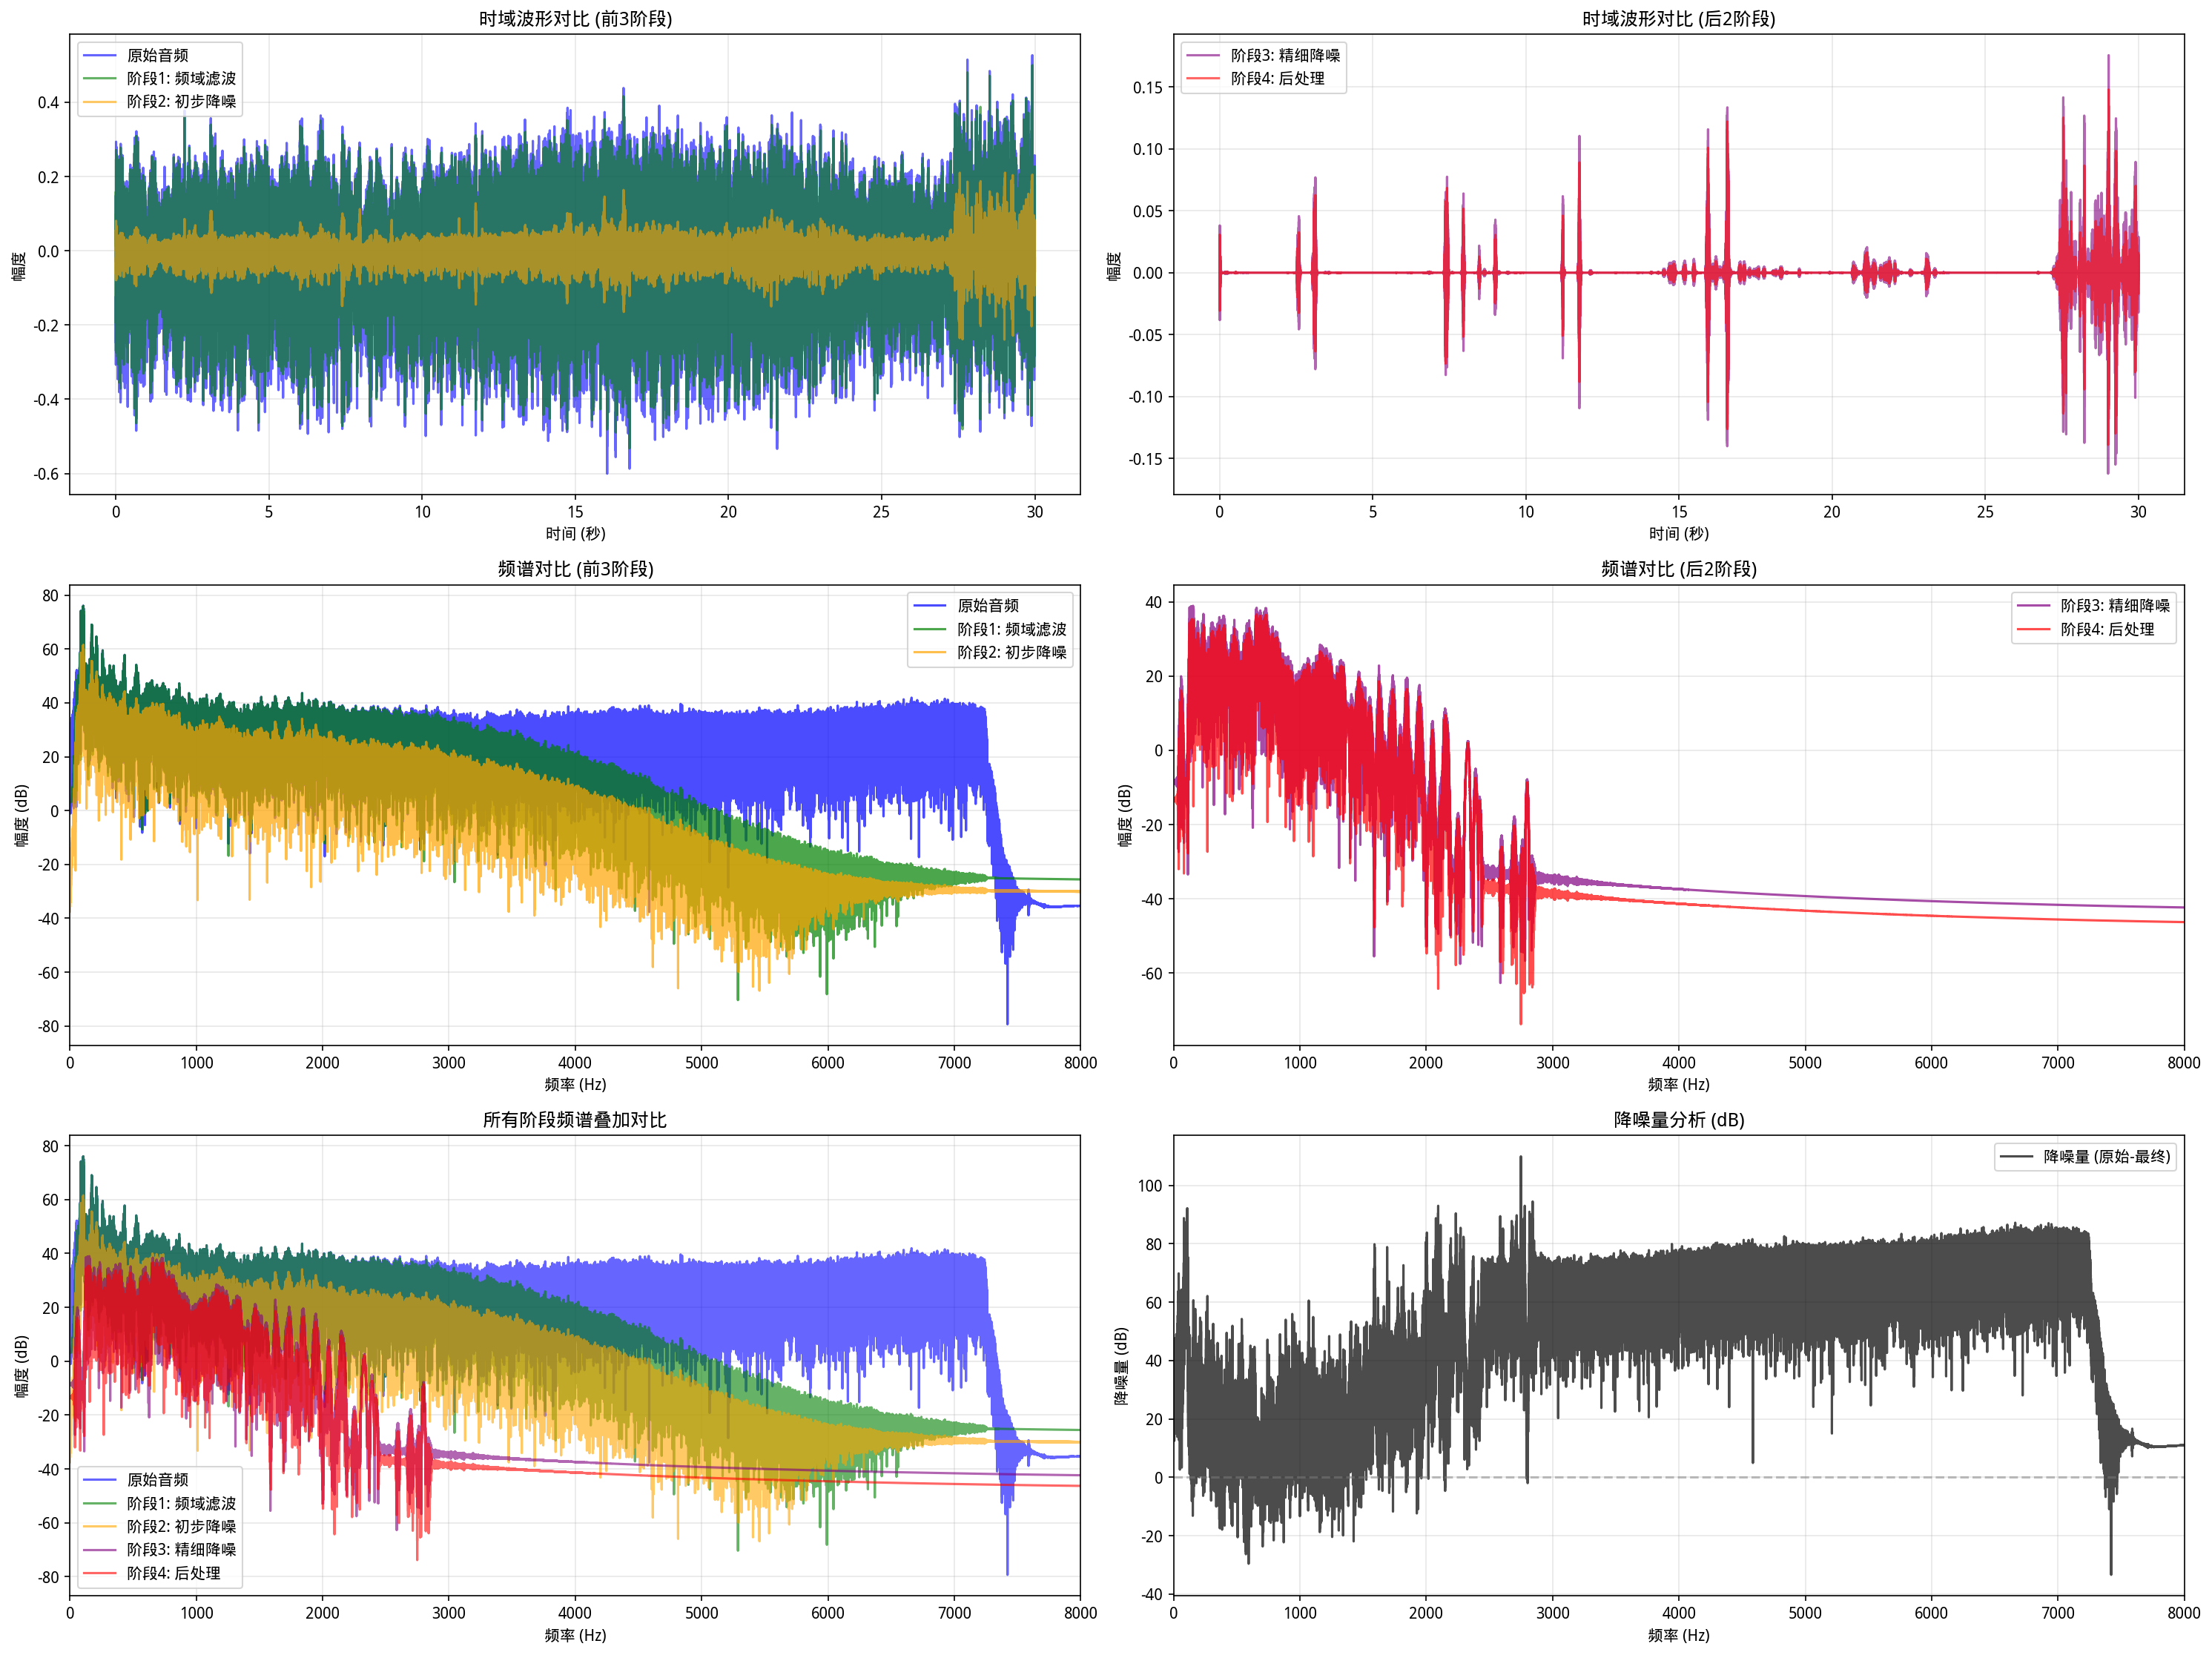 时域波形对比 (前3阶段)
原始音频
阶段1: 频域滤波
阶段2: 初步降噪
0.4
0.2
0.0
-0.2
-0.4
-0.6
幅度
0 5 10 15 20 25 30
时间 (秒)
时域波形对比 (后2阶段)
阶段3: 精细降噪
阶段4: 后处理
0.15
0.10
0.05
0.00
-0.05
-0.10
-0.15
幅度
0 5 10 15 20 25 30
时间 (秒)
频谱对比 (前3阶段)
原始音频
阶段1: 频域滤波
阶段2: 初步降噪
80
60
40
20
0
-20
-40
-60
-80
幅度 (dB)
0 1000 2000 3000 4000 5000 6000 7000 8000
频率 (Hz)
频谱对比 (后2阶段)
阶段3: 精细降噪
阶段4: 后处理
40
20
0
-20
-40
-60
幅度 (dB)
0 1000 2000 3000 4000 5000 6000 7000 8000
频率 (Hz)
所有阶段频谱叠加对比
80
60
40
20
0
-20
-40
-60
-80
幅度 (dB)
原始音频
阶段1: 频域滤波
阶段2: 初步降噪
阶段3: 精细降噪
阶段4: 后处理
0 1000 2000 3000 4000 5000 6000 7000 8000
频率 (Hz)
降噪量分析 (dB)
降噪量 (原始-最终)
100
80
60
40
20
0
-20
-40
降噪量 (dB)
0 1000 2000 3000 4000 5000 6000 7000 8000
频率 (Hz)